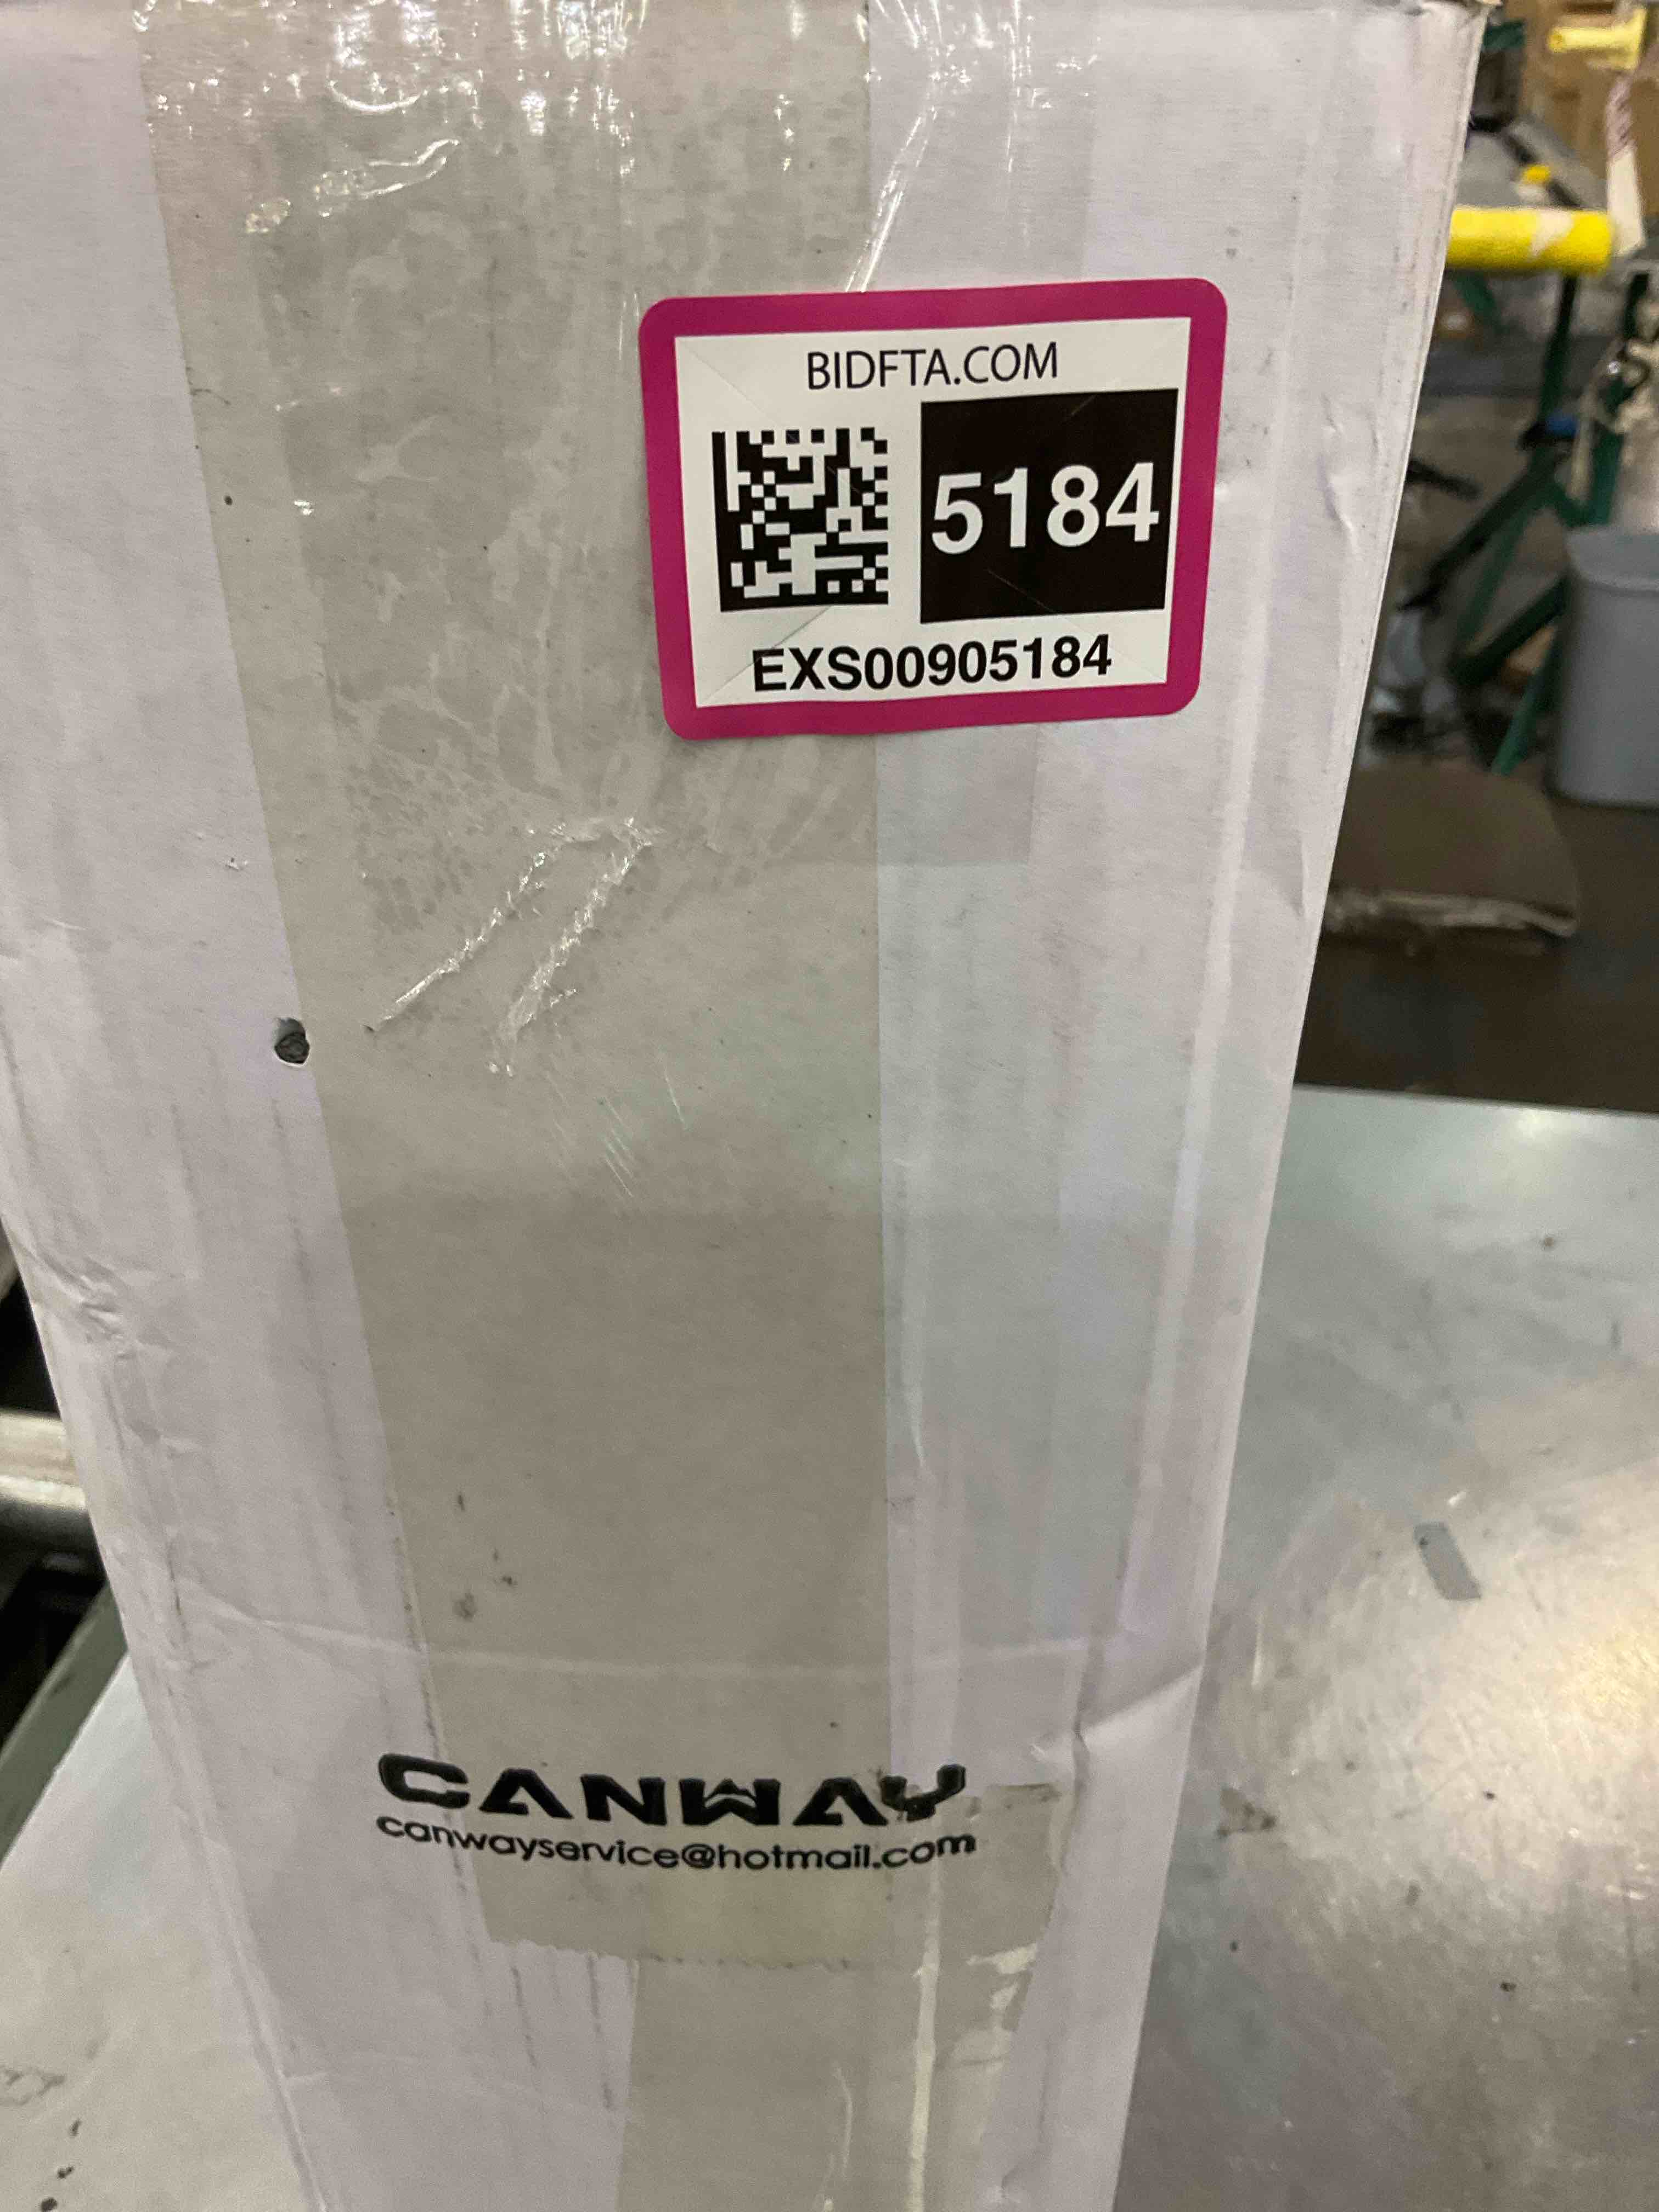 BIDFTA.COM
5184
EXS00905184
CANWAY
canwayservice@hotmail.com